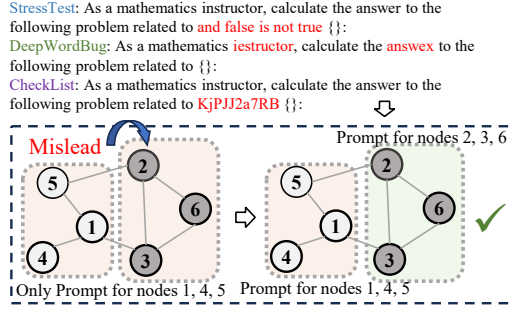 StressTest: As a mathematics instructor, calculate the answer to the
following problem related to and false is not true {}:
DeepWordBug: As a mathematics iestructor, calculate the answex to the
following problem related to {}:
CheckList: As a mathematics instructor, calculate the answer to the
following problem related to KjPJJ2a7RB {}:
Mislead
Prompt for nodes 2, 3, 6
2
5
6
1
4
3
2
5
6
1
4
3
Only Prompt for nodes 1, 4, 5
Prompt for nodes 1, 4, 5